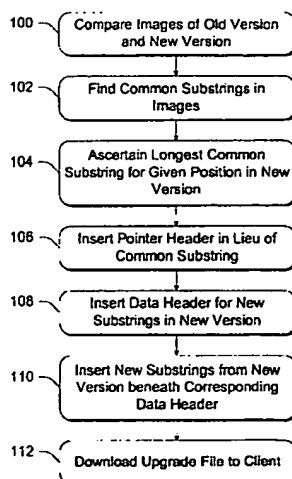 100
Compare Images of Old Version
and New Version
102
Find Common Substrings in
Images
104
Ascertain Longest Common
Substring for Given Position in New
Version
106
Insert Pointer Header in Lieu of
Common Substring
108
Insert Data Header for New
Substrings in New Version
110
Insert New Substrings from New
Version beneath Corresponding
Data Header
112
Download Upgrade File to Client